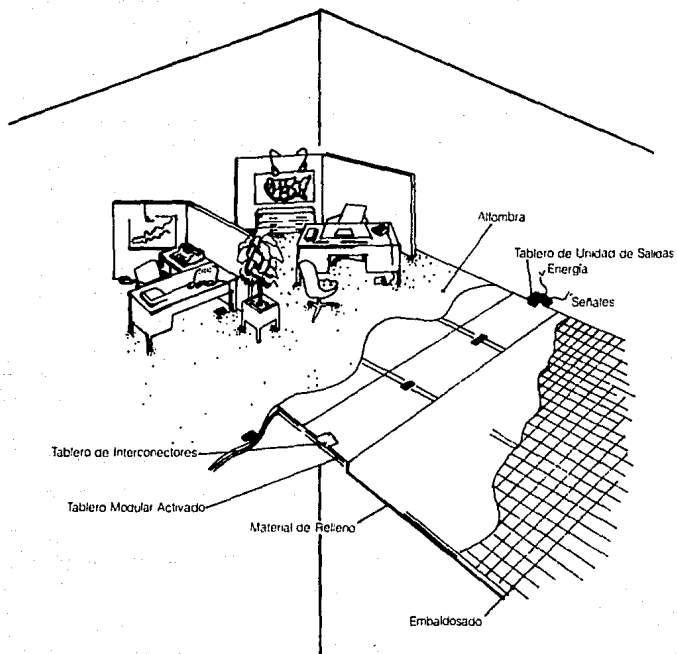 Alfombra
Tablero de Unidad de Salidas
Energía
Señales
Tablero de Interconectores
Tablero Modular Activado
Material de Relleno
Embaldosado